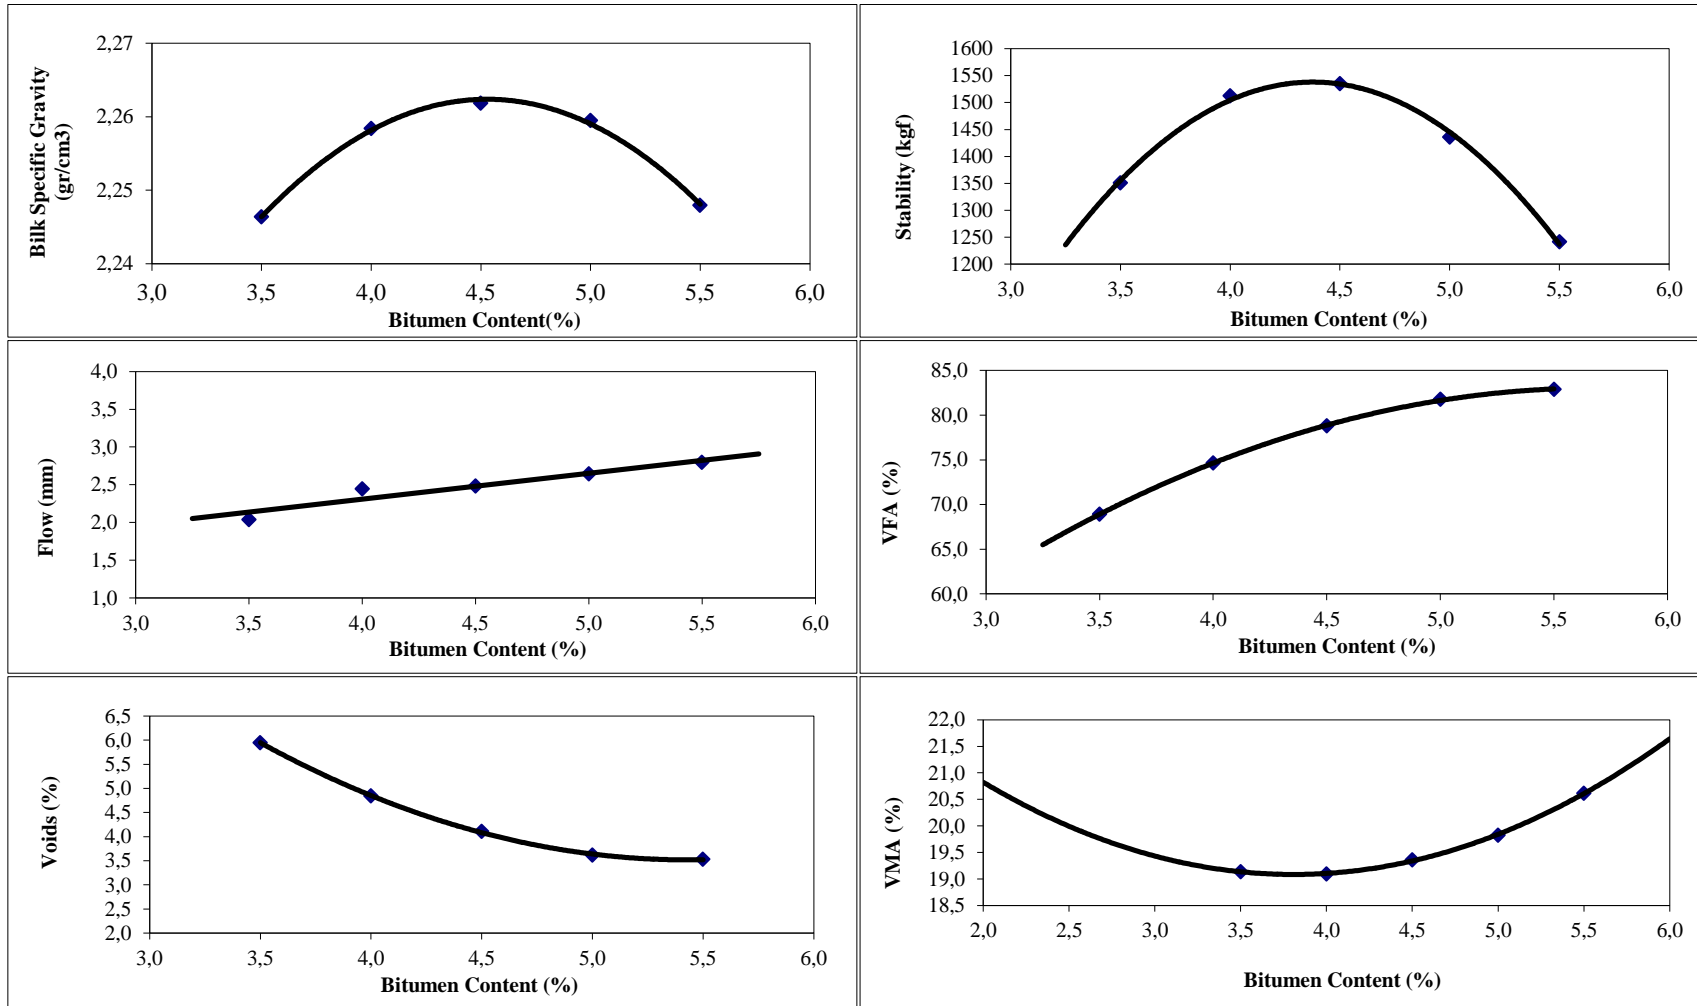 2,27
2,26
2,25
2,24
Bilk Specific Gravity
(gr/cm3)
3,0 3,5 4,0 4,5 5,0 5,5 6,0
Bitumen Content(%)
1600
1550
1500
1450
1400
1350
1300
1250
1200
Stability (kgf)
3,0 3,5 4,0 4,5 5,0 5,5 6,0
Bitumen Content (%)
4,0
3,5
3,0
2,5
2,0
1,5
1,0
Flow (mm)
3,0 3,5 4,0 4,5 5,0 5,5 6,0
Bitumen Content (%)
85,0
80,0
75,0
70,0
65,0
60,0
VFA (%)
3,0 3,5 4,0 4,5 5,0 5,5 6,0
Bitumen Content (%)
6,5
6,0
5,5
5,0
4,5
4,0
3,5
3,0
2,5
2,0
Voids (%)
3,0 3,5 4,0 4,5 5,0 5,5 6,0
Bitumen Content (%)
22,0
21,5
21,0
20,5
20,0
19,5
19,0
18,5
VMA (%)
2,0 2,5 3,0 3,5 4,0 4,5 5,0 5,5 6,0
Bitumen Content (%)